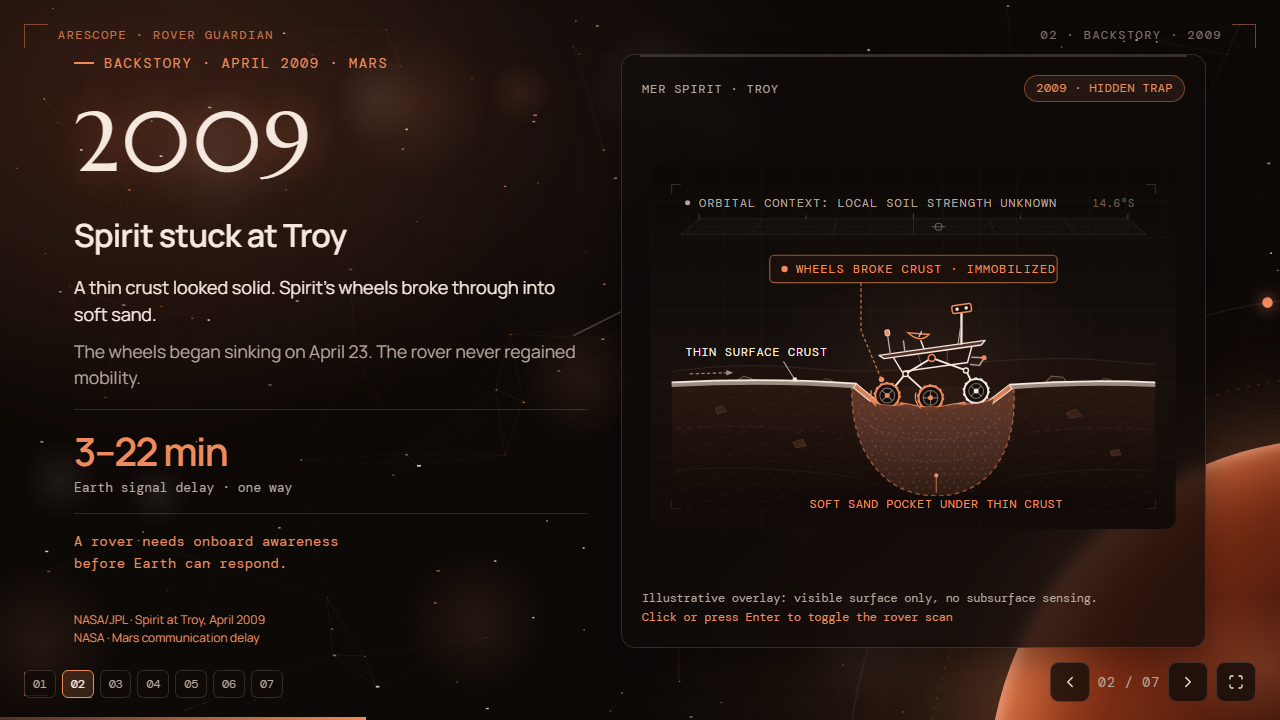 ARESCOPE · ROVER GUARDIAN
02 · BACKSTORY · 2009
BACKSTORY · APRIL 2009 · MARS
2009
Spirit stuck at Troy
A thin crust looked solid. Spirit's wheels broke through into
soft sand.
The wheels began sinking on April 23. The rover never regained
mobility.
3–22 min
Earth signal delay · one way
A rover needs onboard awareness
before Earth can respond.
NASA/JPL · Spirit at Troy, April 2009
NASA · Mars communication delay
MER SPIRIT · TROY
2009 · HIDDEN TRAP
ORBITAL CONTEXT: LOCAL SOIL STRENGTH UNKNOWN
14.6°S
WHEELS BROKE CRUST · IMMOBILIZED
THIN SURFACE CRUST
SOFT SAND POCKET UNDER THIN CRUST
Illustrative overlay: visible surface only, no subsurface sensing.
Click or press Enter to toggle the rover scan
01 02 03 04 05 06 07
02 / 07